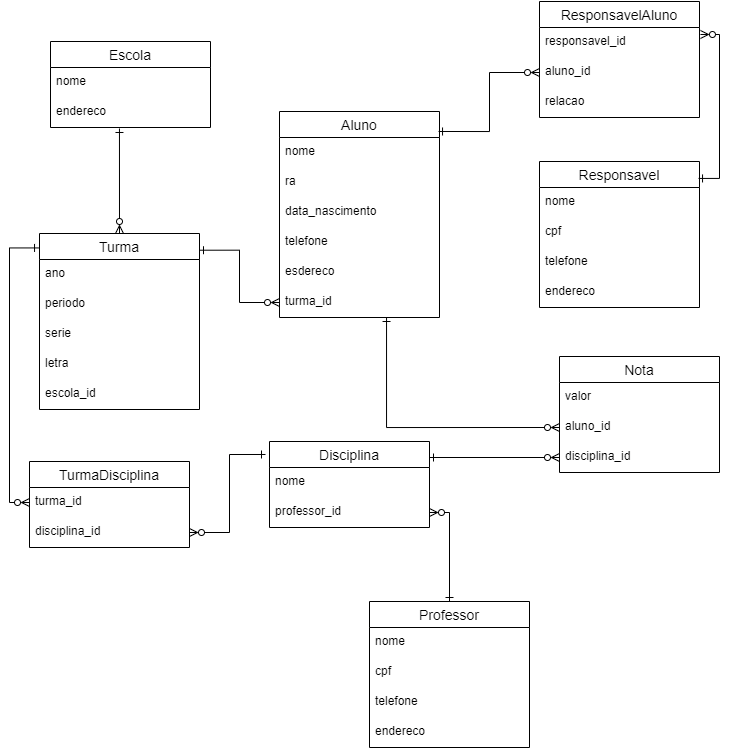 Escola
nome
endereco
Turma
ano
periodo
serie
letra
escola_id
TurmaDisciplina
turma_id
disciplina_id
Aluno
nome
ra
data_nascimento
telefone
esdereco
turma_id
Disciplina
nome
professor_id
Professor
nome
cpf
telefone
endereco
ResponsavelAluno
responsavel_id
aluno_id
relacao
Responsavel
nome
cpf
telefone
endereco
Nota
valor
aluno_id
disciplina_id